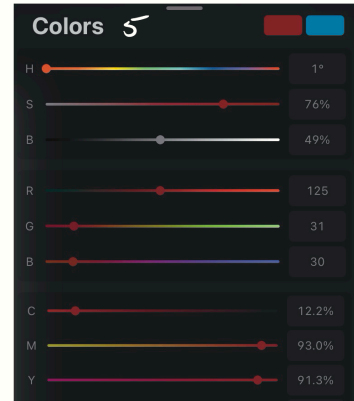 Colors 5
H 1°
S 76%
B 49%
R 125
G 31
B 30
C 12.2%
M 93.0%
Y 91.3%